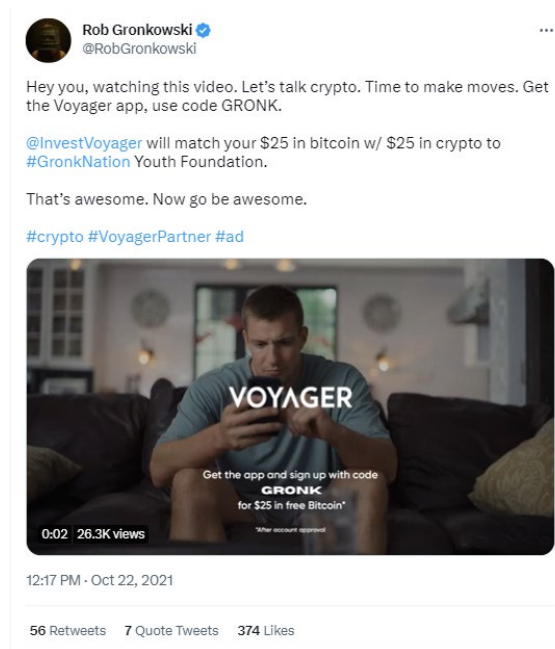 Rob Gronkowski
@RobGronkowski
Hey you, watching this video. Let's talk crypto. Time to make moves. Get
the Voyager app, use code GRONK.
@InvestVoyager will match your $25 in bitcoin w/ $25 in crypto to
#GronkNation Youth Foundation.
That's awesome. Now go be awesome.
#crypto #VoyagerPartner #ad
VOYAGER
Get the app and sign up with code
GRONK
for $25 in free Bitcoin*
*After account approval
0:02 26.3K views
12:17 PM · Oct 22, 2021
56 Retweets 7 Quote Tweets 374 Likes